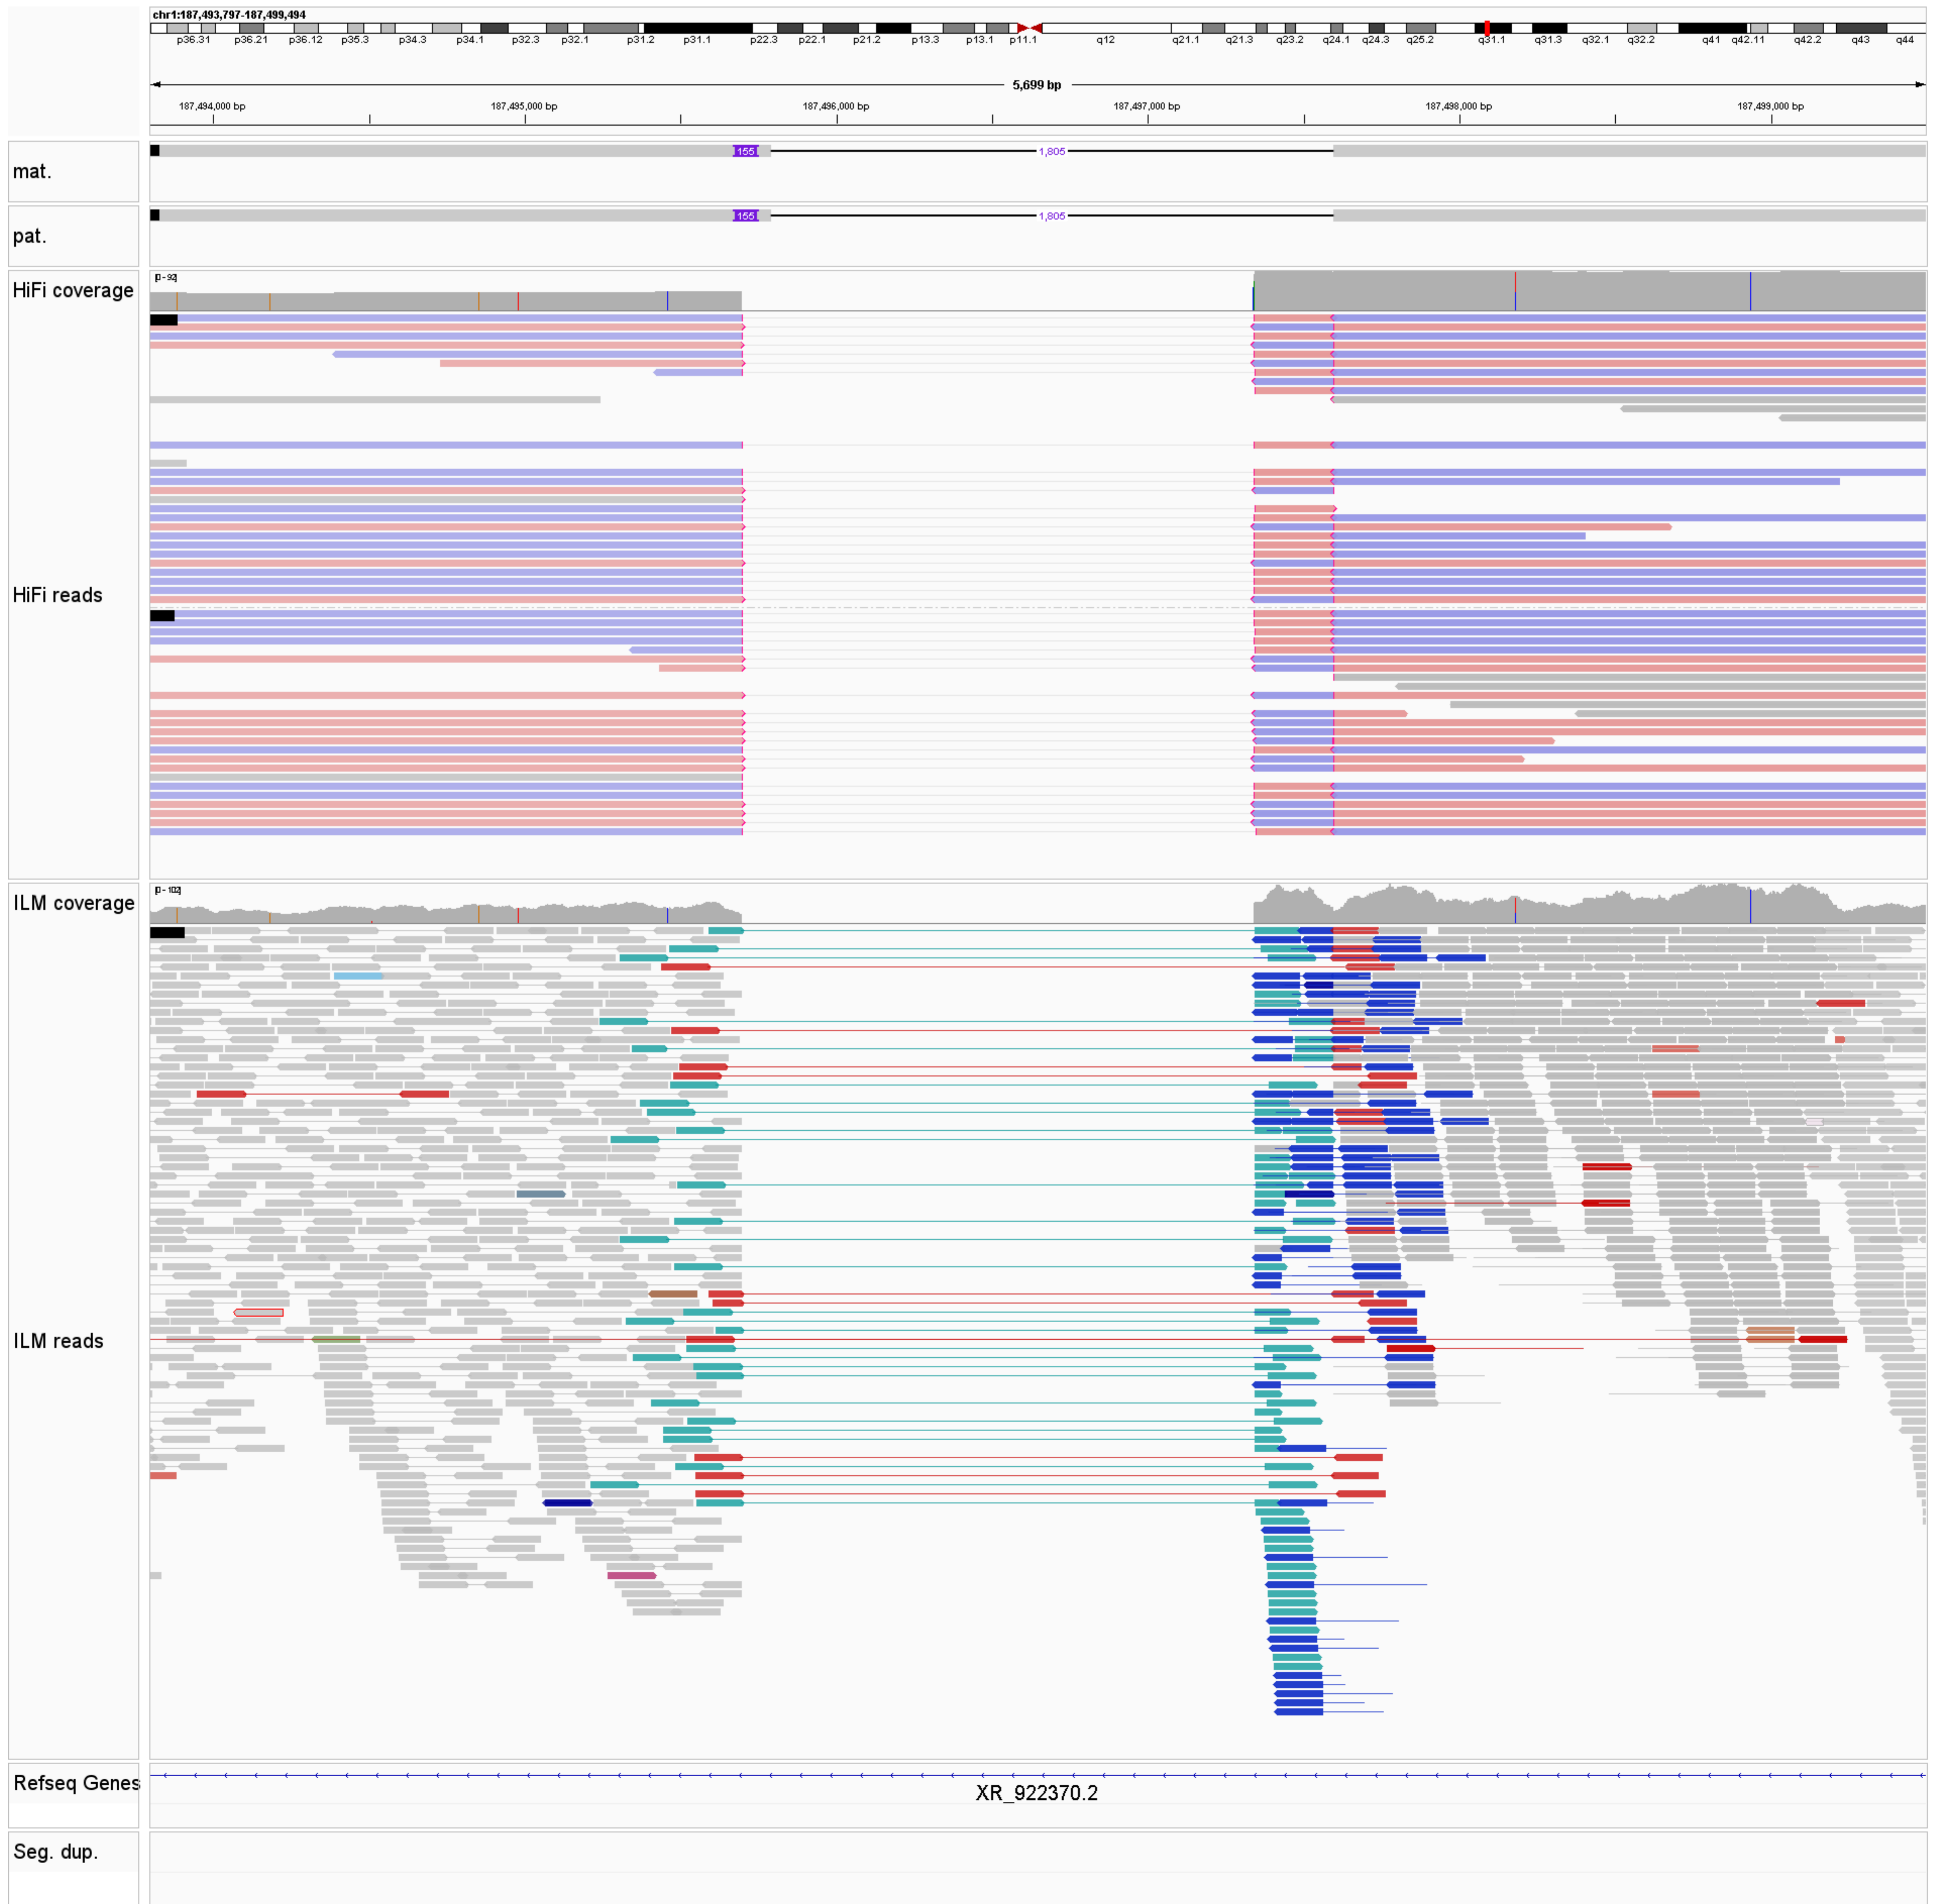 chr1:187,493,797-187,499,494
p36.31 p36.21 p36.12 p35.3 p34.3 p34.1 p32.3 p32.1 p31.2 p31.1 p22.3 p22.1 p21.2 p13.3 p13.1 p11.1 q12 q21.1 q21.3 q23.2 q24.1 q24.3 q25.2 q31.1 q31.3 q32.1 q32.2 q41 q42.11 q42.2 q43 q44
5,699 bp
187,494,000 bp 187,495,000 bp 187,496,000 bp 187,497,000 bp 187,498,000 bp 187,499,000 bp
mat. 155 1,805
pat. 155 1,805
[0 - 92]
HiFi coverage
HiFi reads
[0 - 102]
ILM coverage
ILM reads
Refseq Genes
XR_922370.2
Seg. dup.